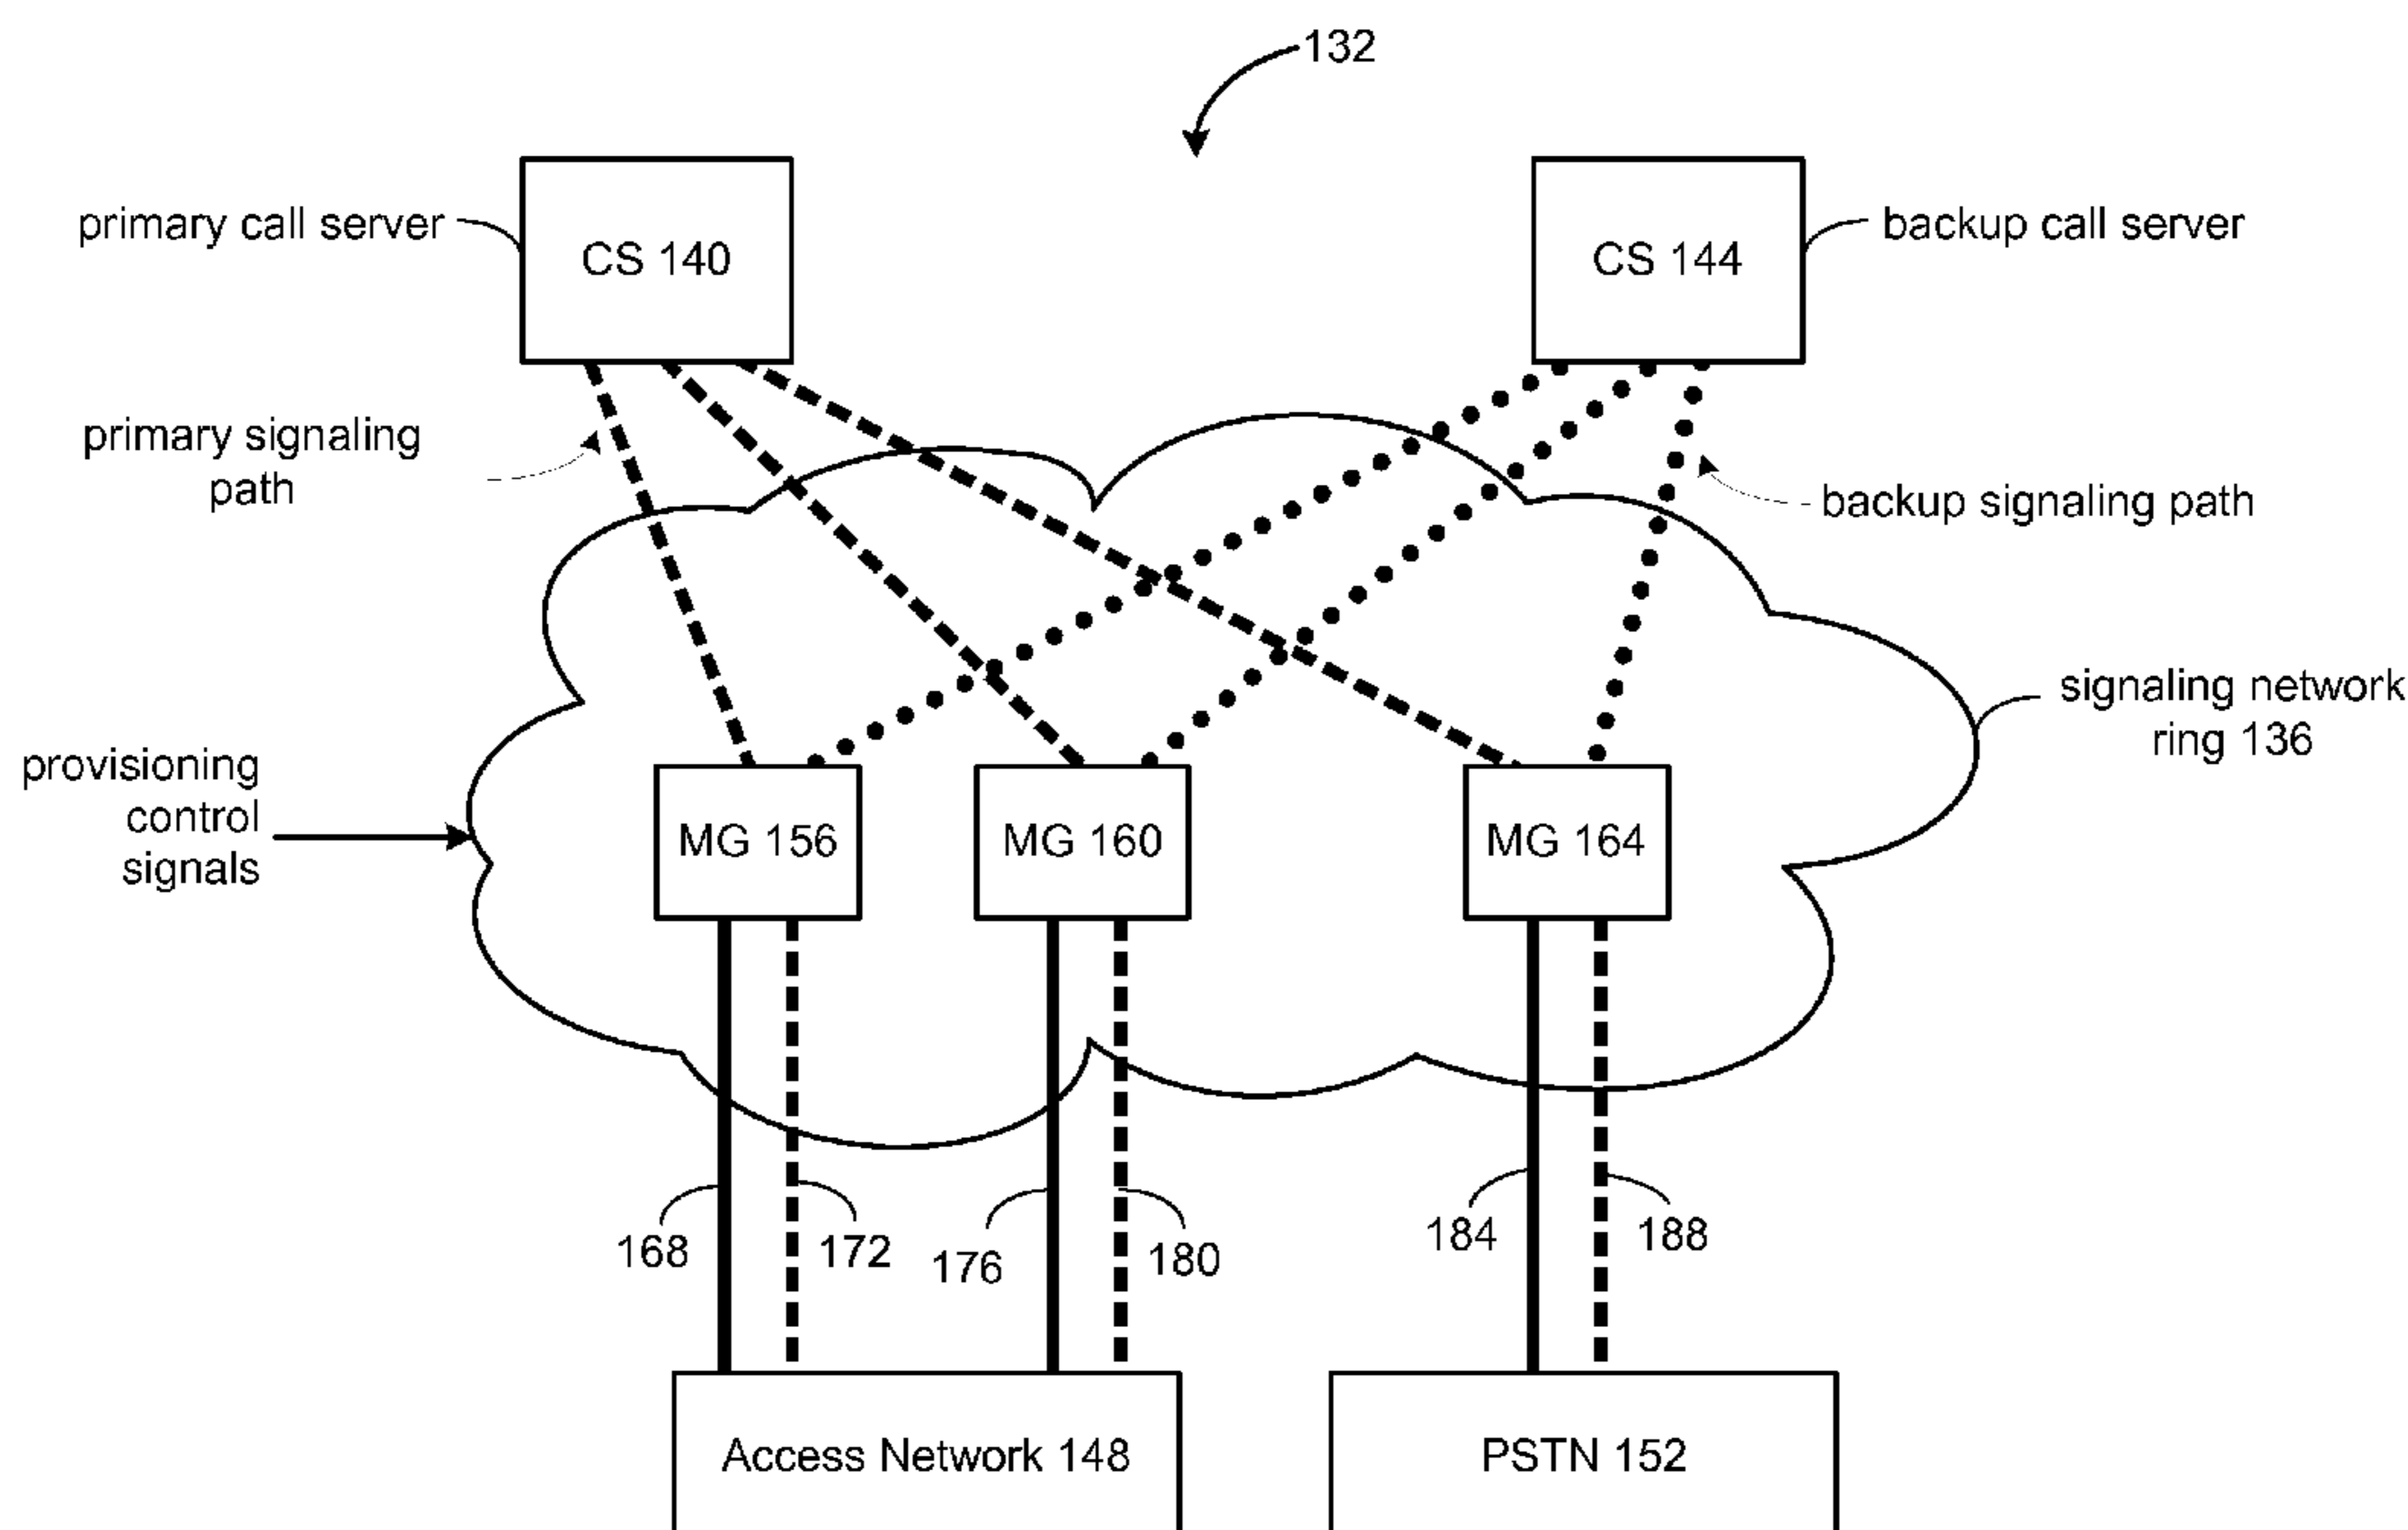 132
primary call server
CS 140
CS 144
backup call server
primary signaling
path
backup signaling path
signaling network
ring 136
provisioning
control
signals
MG 156
MG 160
MG 164
168
172
176
180
184
188
Access Network 148
PSTN 152